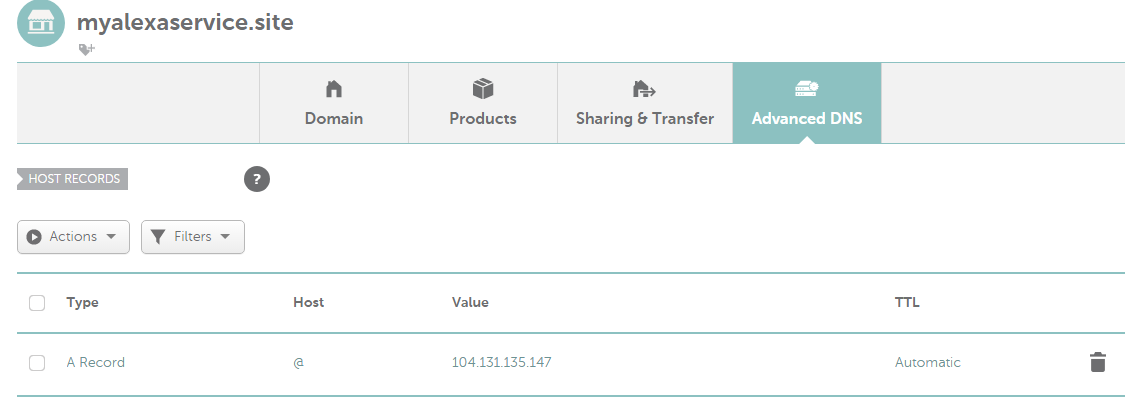 myalexaservice.site
Domain Products Sharing & Transfer Advanced DNS
HOST RECORDS ?
Actions Filters
Type Host Value TTL
A Record @ 104.131.135.147 Automatic